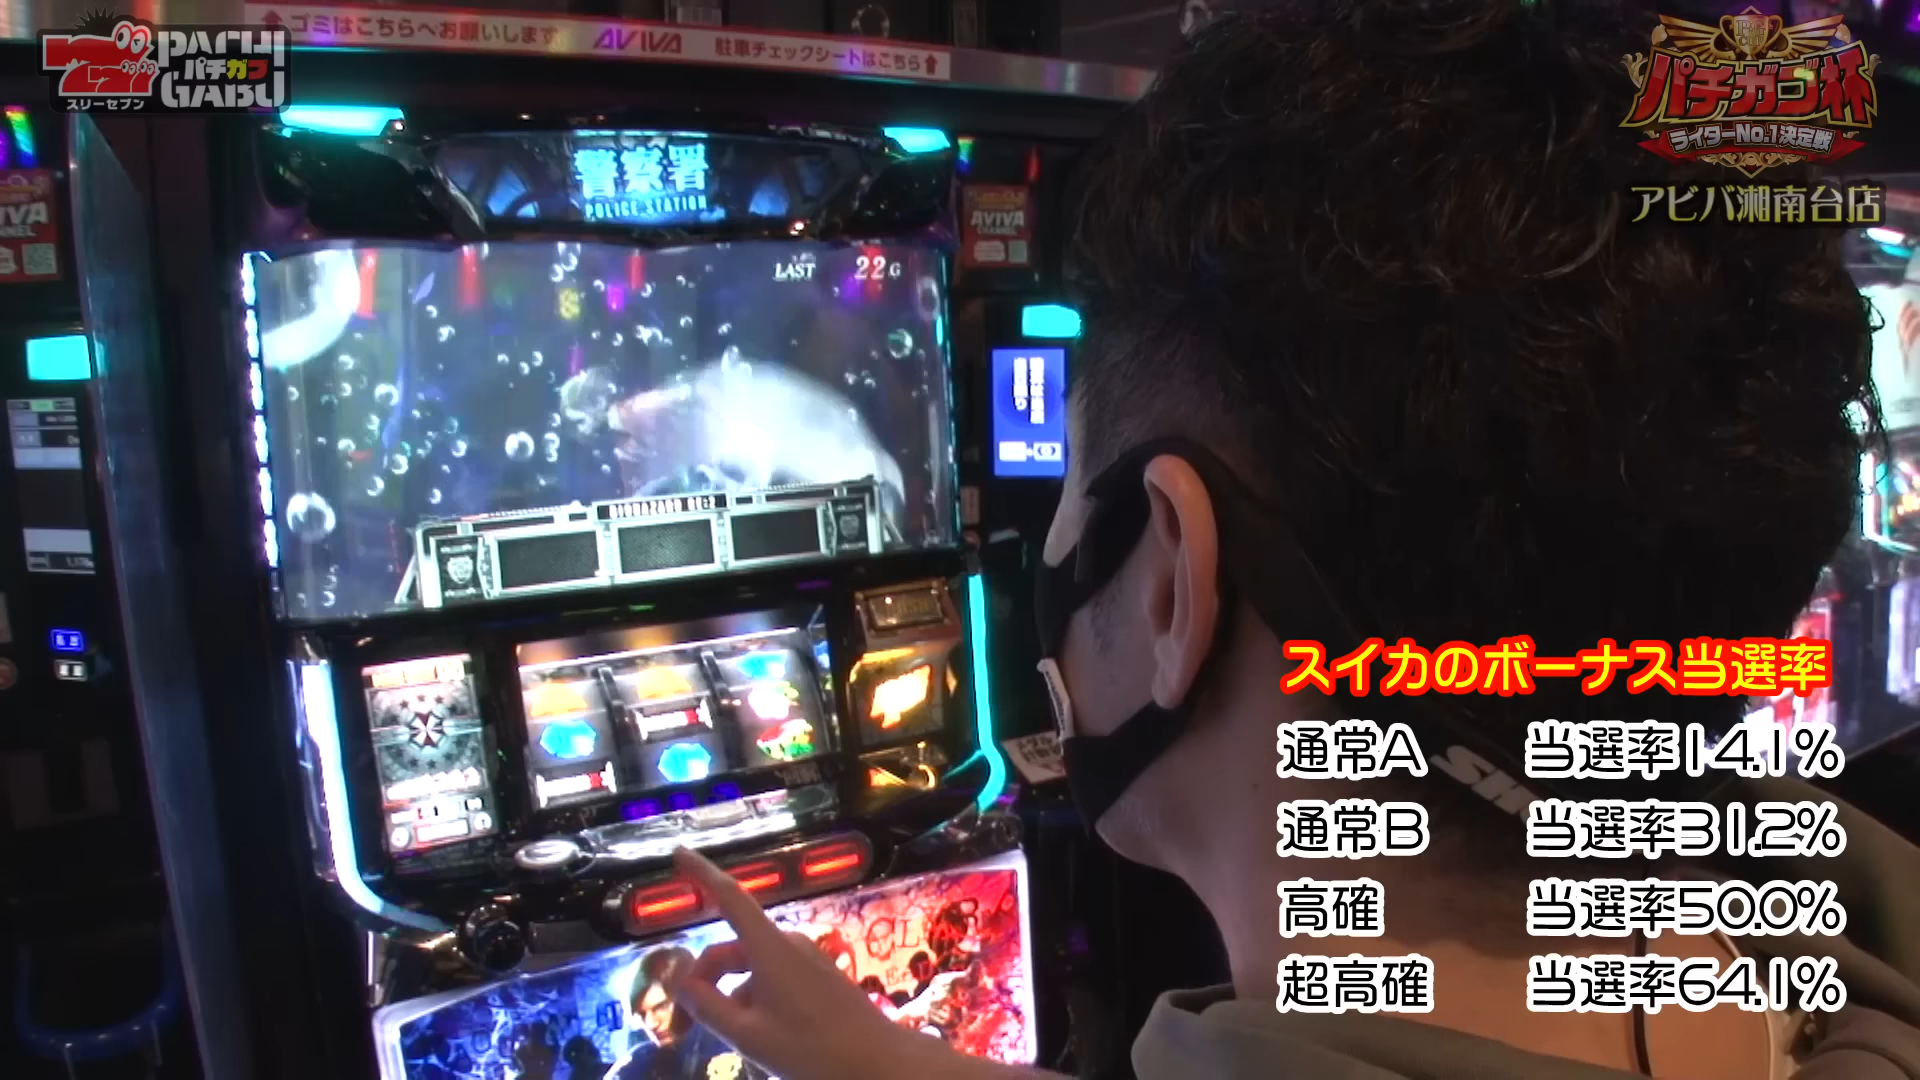 ゴミはこちらへお願いします
AVIVA
駐車チェックシートはこちら
777
スリーセブン
PACHI
パチガブ
GABU
パチガブ杯
ライターNo.1決定戦
アビバ湘南台店
警察署
POLICE STATION
AVIVA
CHANNEL
LAST 22G
BIOHAZARD RE:2
スイカのボーナス当選率
通常A 当選率14.1%
通常B 当選率31.2%
高確 当選率50.0%
超高確 当選率64.1%